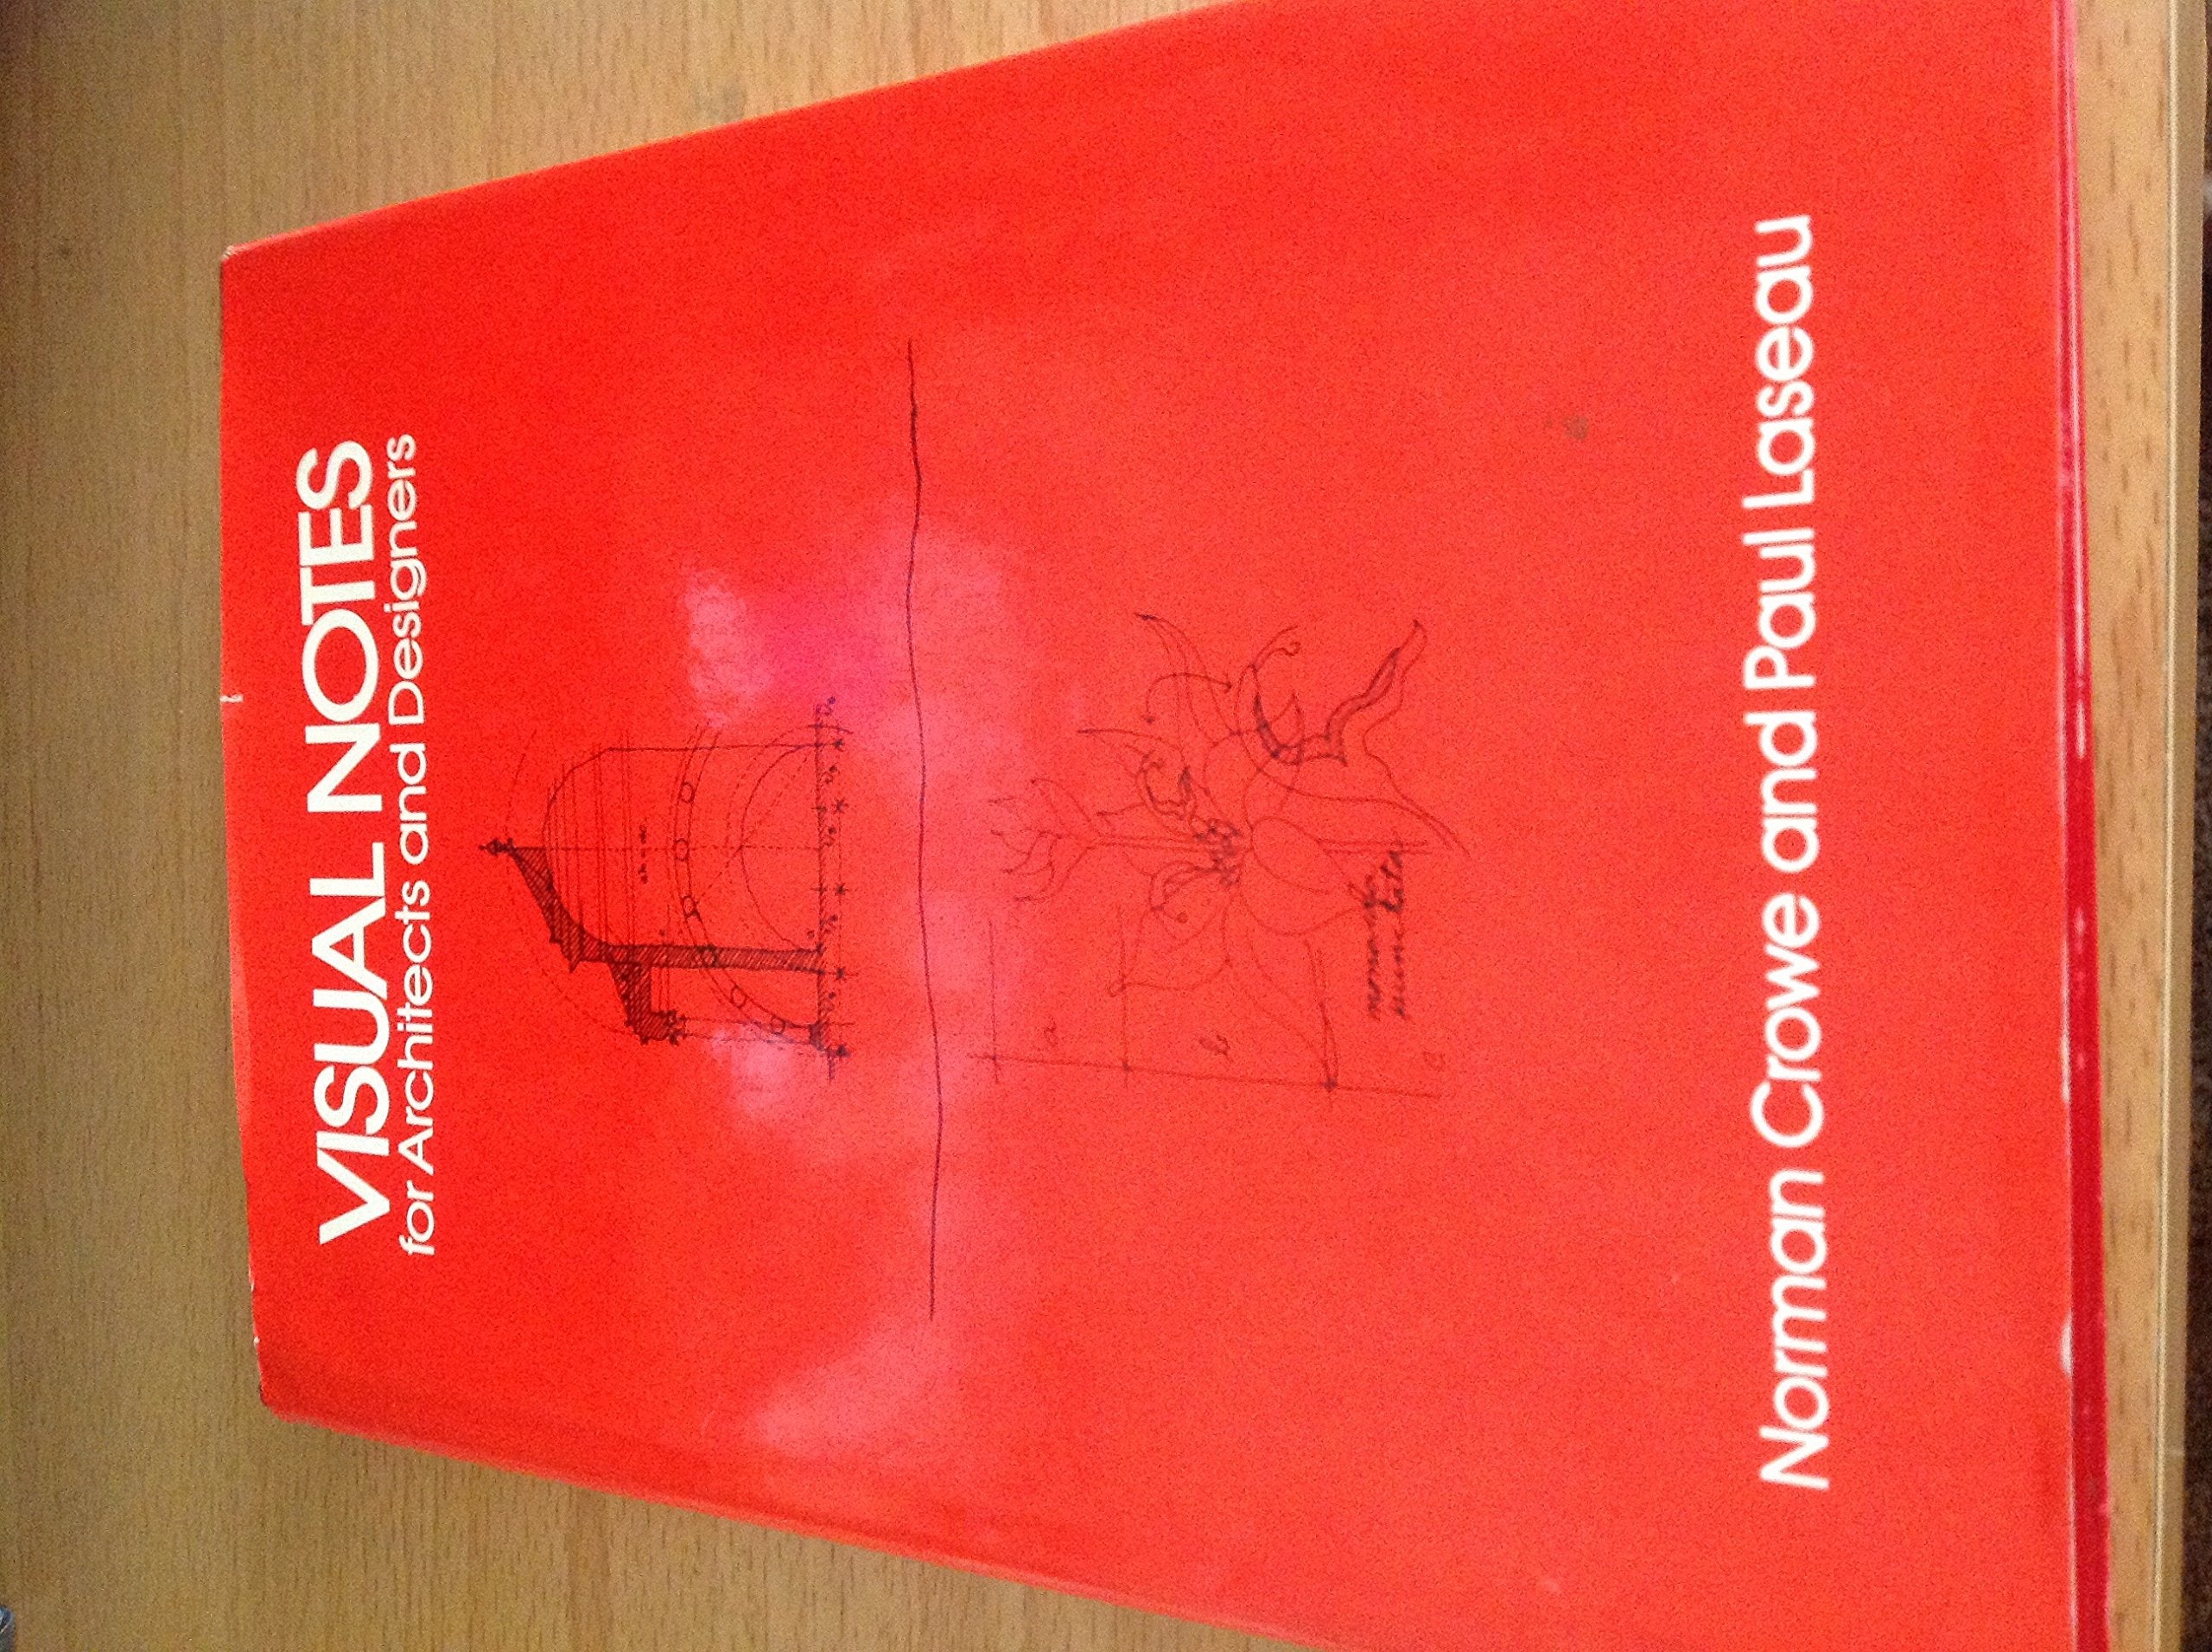 VISUAL NOTES
for Architects and Designers
a
b
Norman Crowe and Paul Laseau